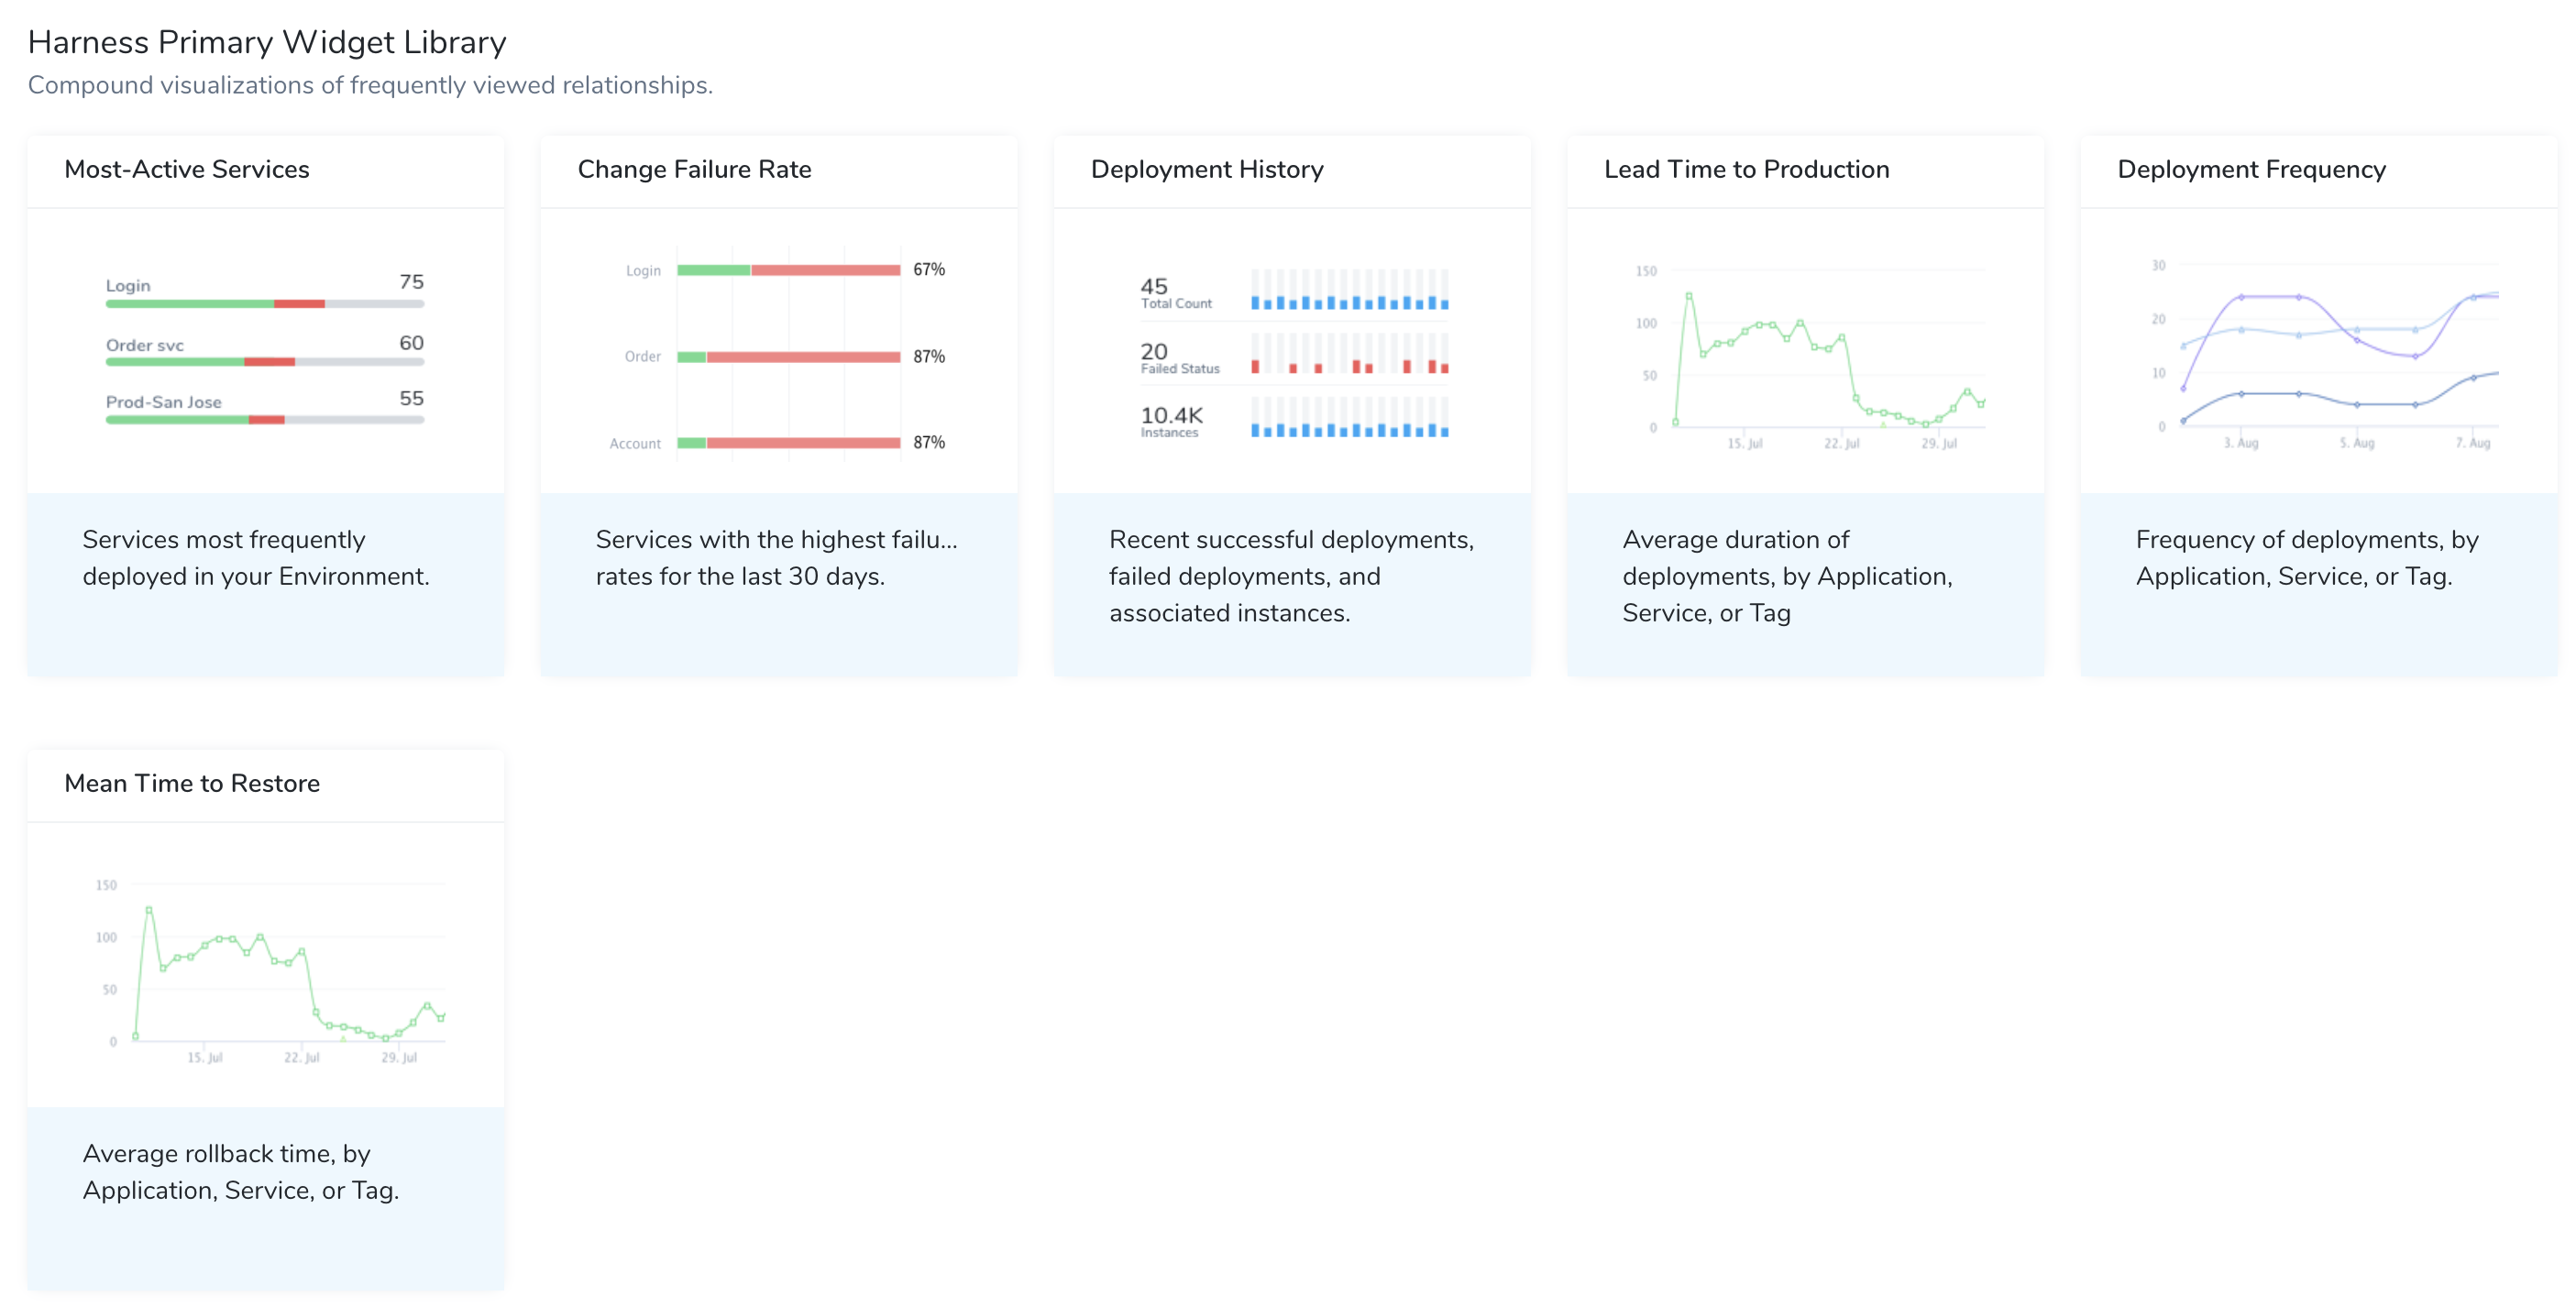 Harness Primary Widget Library
Compound visualizations of frequently viewed relationships.
Most-Active Services
Login 75
Order svc 60
Prod-San Jose 55
Services most frequently
deployed in your Environment.
Change Failure Rate
Login 67%
Order 87%
Account 87%
Services with the highest failu...
rates for the last 30 days.
Deployment History
45
Total Count
20
Failed Status
10.4K
Instances
Recent successful deployments,
failed deployments, and
associated instances.
Lead Time to Production
150
100
50
0
15. Jul 22. Jul 29. Jul
Average duration of
deployments, by Application,
Service, or Tag
Deployment Frequency
30
20
10
0
3. Aug 5. Aug 7. Aug
Frequency of deployments, by
Application, Service, or Tag.
Mean Time to Restore
150
100
50
0
15. Jul 22. Jul 29. Jul
Average rollback time, by
Application, Service, or Tag.